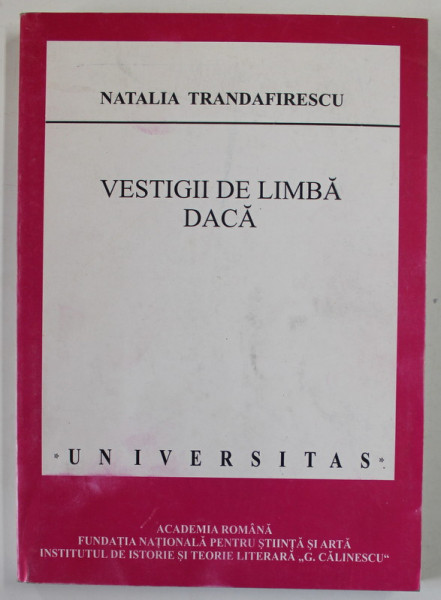 NATALIA TRANDAFIRESCU
VESTIGII DE LIMBĂ
DACĂ
* UNIVERSITAS *
ACADEMIA ROMÂNĂ
FUNDAȚIA NAȚIONALĂ PENTRU ȘTIINȚĂ ȘI ARTĂ
INSTITUTUL DE ISTORIE ȘI TEORIE LITERARĂ „G. CĂLINESCU“